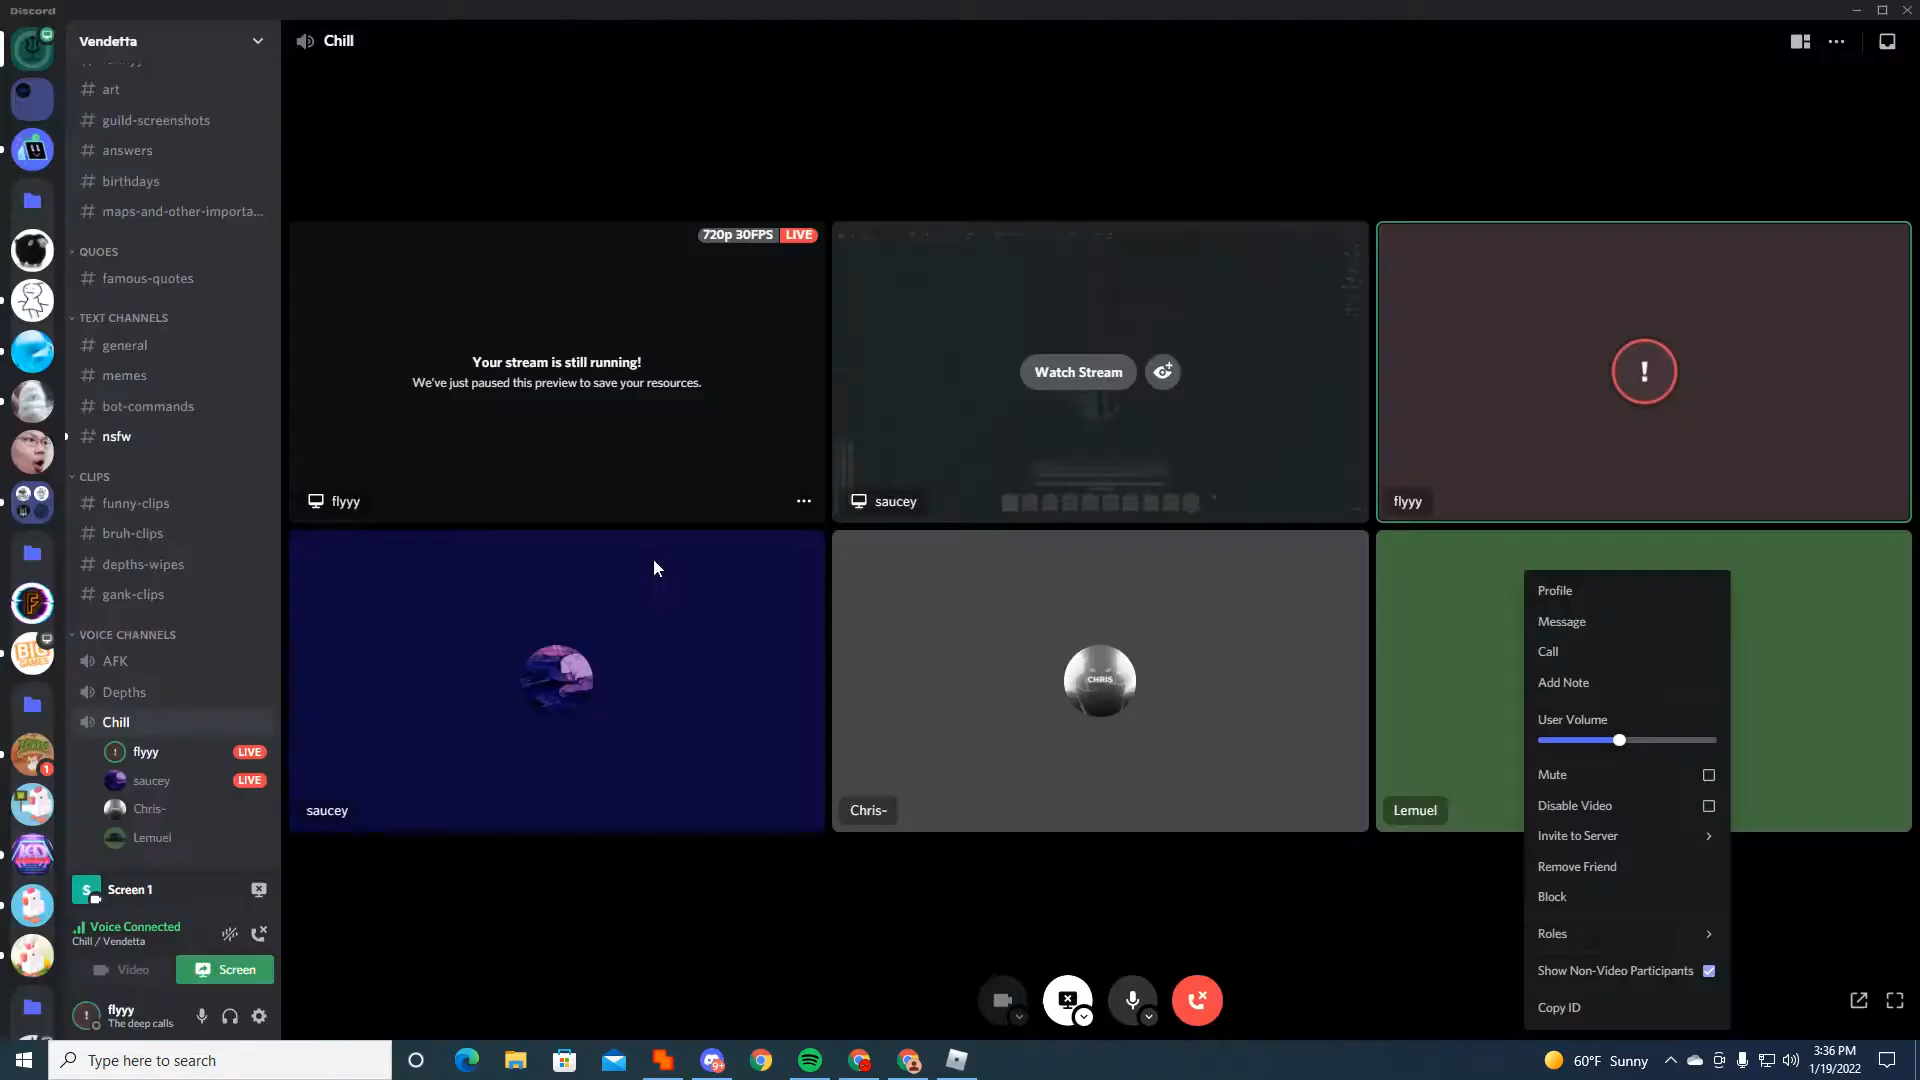 Discord
Vendetta
Chill
art
guild-screenshots
answers
birthdays
maps-and-other-importa...
QUOES
famous-quotes
TEXT CHANNELS
general
memes
bot-commands
nsfw
CLIPS
funny-clips
bruh-clips
depths-wipes
gank-clips
VOICE CHANNELS
AFK
Depths
Chill
flyyy LIVE
saucey LIVE
Chris-
Lemuel
S Screen 1
Voice Connected
Chill / Vendetta
Video Screen
flyyy
The deep calls
BIG GAMES
1
720p 30FPS LIVE
Your stream is still running!
We've just paused this preview to save your resources.
flyyy
Watch Stream
saucey
flyyy
saucey
CHRIS
Chris-
Lemuel
Profile
Message
Call
Add Note
User Volume
Mute
Disable Video
Invite to Server
Remove Friend
Block
Roles
Show Non-Video Participants
Copy ID
Type here to search
9+
60°F Sunny
3:36 PM
1/19/2022